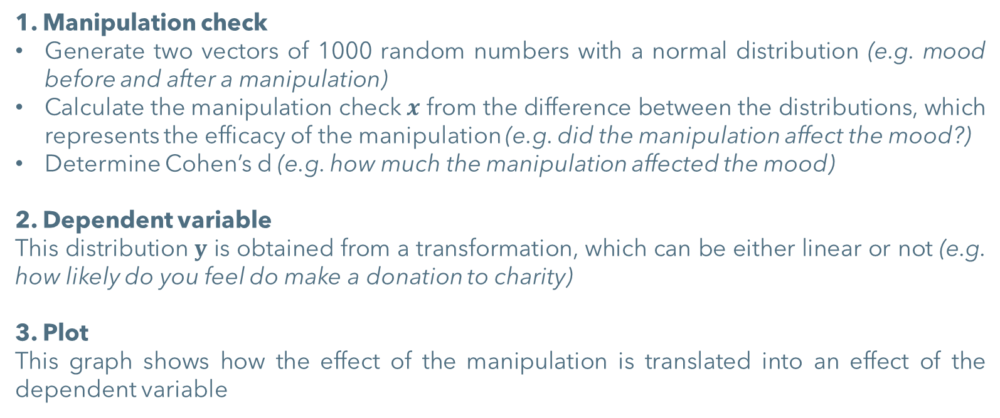 1. Manipulation check
• Generate two vectors of 1000 random numbers with a normal distribution (e.g. mood
before and after a manipulation)
• Calculate the manipulation check x from the difference between the distributions, which
represents the efficacy of the manipulation (e.g. did the manipulation affect the mood?)
• Determine Cohen’s d (e.g. how much the manipulation affected the mood)
2. Dependent variable
This distribution y is obtained from a transformation, which can be either linear or not (e.g.
how likely do you feel do make a donation to charity)
3. Plot
This graph shows how the effect of the manipulation is translated into an effect of the
dependent variable